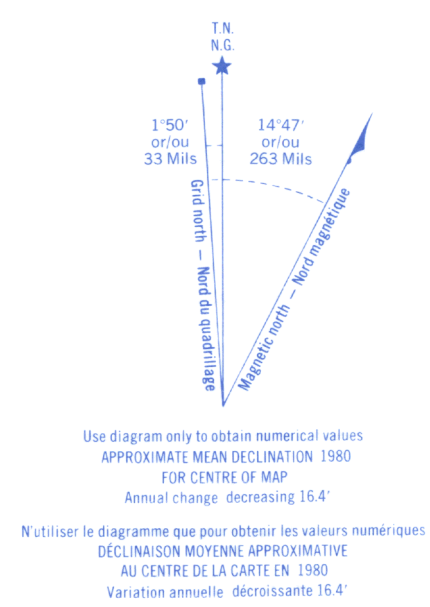 T.N.
N.G.
1°50′
or/ou
33 Mils
14°47′
or/ou
263 Mils
Grid north — Nord du quadrillage
Magnetic north — Nord magnétique
Use diagram only to obtain numerical values
APPROXIMATE MEAN DECLINATION 1980
FOR CENTRE OF MAP
Annual change decreasing 16.4′
N'utiliser le diagramme que pour obtenir les valeurs numériques
DÉCLINAISON MOYENNE APPROXIMATIVE
AU CENTRE DE LA CARTE EN 1980
Variation annuelle décroissante 16.4′